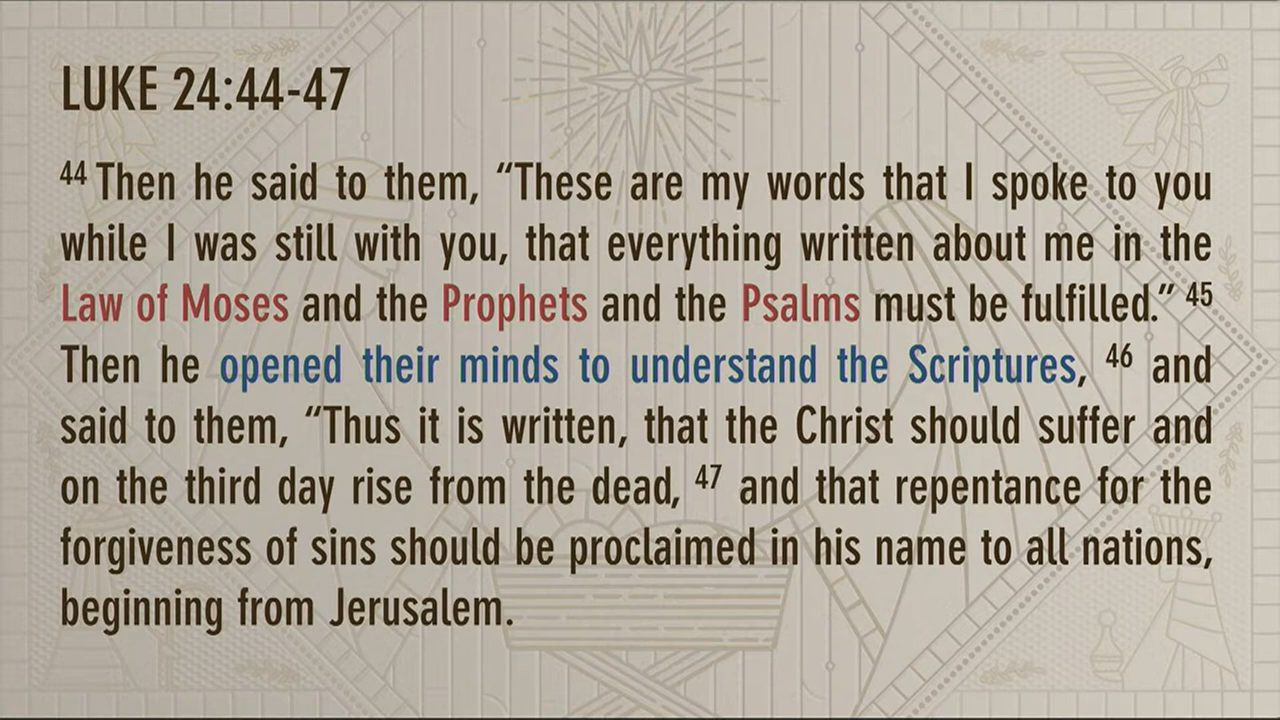 LUKE 24:44-47
44 Then he said to them, “These are my words that I spoke to you
while I was still with you, that everything written about me in the
Law of Moses and the Prophets and the Psalms must be fulfilled.” 45
Then he opened their minds to understand the Scriptures, 46 and
said to them, “Thus it is written, that the Christ should suffer and
on the third day rise from the dead, 47 and that repentance for the
forgiveness of sins should be proclaimed in his name to all nations,
beginning from Jerusalem.